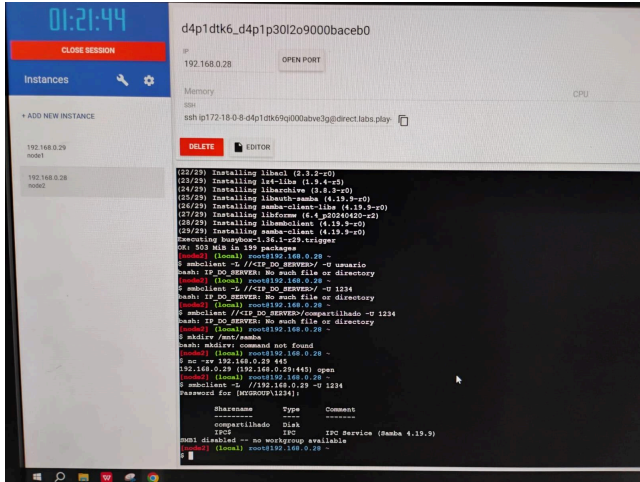 01:21:44
CLOSE SESSION
Instances
+ ADD NEW INSTANCE
192.168.0.29
node1
192.168.0.28
node2
d4p1dtk6_d4p1p30l2o9000baceb0
IP
192.168.0.28
OPEN PORT
Memory
CPU
SSH
ssh ip172-18-0-8-d4p1dtk69qi000abve3g@direct.labs.play-
DELETE
EDITOR
(22/29) Installing libacl (2.3.2-r0)
(23/29) Installing lz4-libs (1.9.4-r5)
(24/29) Installing libarchive (3.8.3-r0)
(25/29) Installing libauth-samba (4.19.9-r0)
(26/29) Installing samba-client-libs (4.19.9-r0)
(27/29) Installing libformw (6.4_p20240420-r2)
(28/29) Installing libsmbclient (4.19.9-r0)
(29/29) Installing samba-client (4.19.9-r0)
Executing busybox-1.36.1-r29.trigger
OK: 503 MiB in 199 packages
[node2] (local) root@192.168.0.28 ~
$ smbclient -L //<IP_DO_SERVER>/ -U usuario
bash: IP_DO_SERVER: No such file or directory
[node2] (local) root@192.168.0.28 ~
$ smbclient -L //<IP_DO_SERVER>/ -U 1234
bash: IP_DO_SERVER: No such file or directory
[node2] (local) root@192.168.0.28 ~
$ smbclient //<IP_DO_SERVER>/compartilhado -U 1234
bash: IP_DO_SERVER: No such file or directory
[node2] (local) root@192.168.0.28 ~
$ mkdirv /mnt/samba
bash: mkdirv: command not found
[node2] (local) root@192.168.0.28 ~
$ nc -zv 192.168.0.29 445
192.168.0.29 (192.168.0.29:445) open
[node2] (local) root@192.168.0.28 ~
$ smbclient -L //192.168.0.29 -U 1234
Password for [MYGROUP\1234]:
Sharename Type Comment
--------- ---- -------
compartilhado Disk
IPC$ IPC IPC Service (Samba 4.19.9)
SMB1 disabled -- no workgroup available
[node2] (local) root@192.168.0.28 ~
$